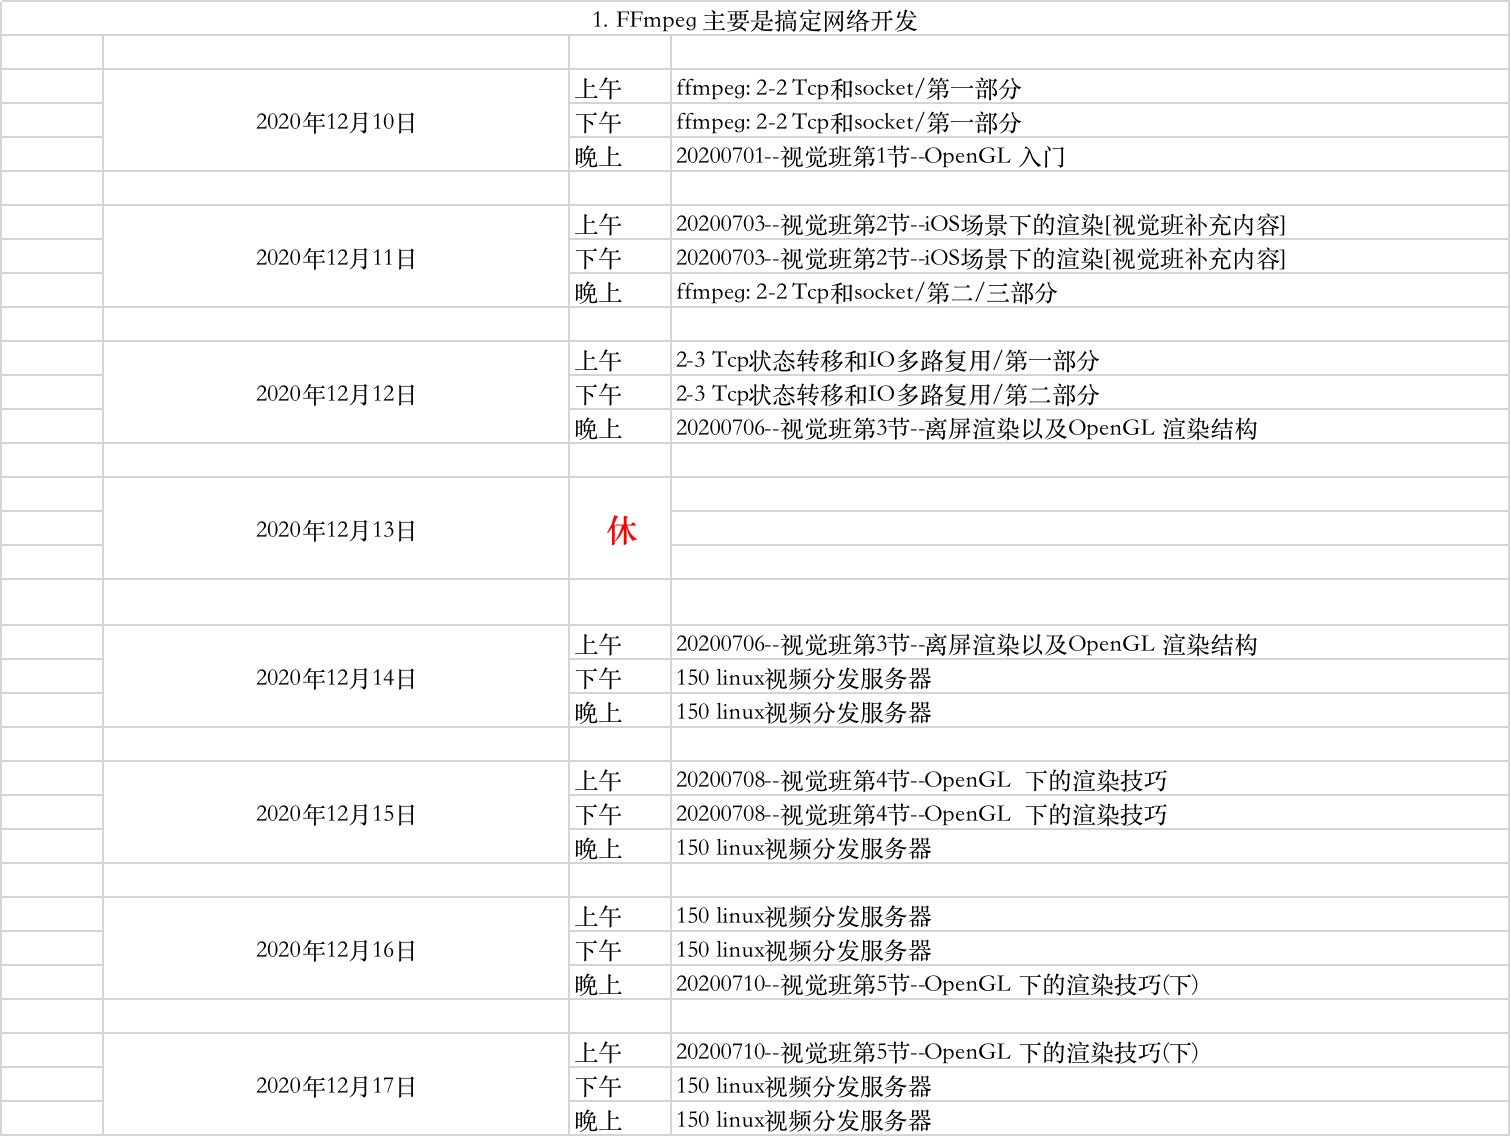 1. FFmpeg 主要是搞定网络开发
2020年12月10日
上午 ffmpeg: 2-2 Tcp和socket/第一部分
下午 ffmpeg: 2-2 Tcp和socket/第一部分
晚上 20200701--视觉班第1节--OpenGL 入门
2020年12月11日
上午 20200703--视觉班第2节--iOS场景下的渲染[视觉班补充内容]
下午 20200703--视觉班第2节--iOS场景下的渲染[视觉班补充内容]
晚上 ffmpeg: 2-2 Tcp和socket/第二/三部分
2020年12月12日
上午 2-3 Tcp状态转移和IO多路复用/第一部分
下午 2-3 Tcp状态转移和IO多路复用/第二部分
晚上 20200706--视觉班第3节--离屏渲染以及OpenGL 渲染结构
2020年12月13日
休
2020年12月14日
上午 20200706--视觉班第3节--离屏渲染以及OpenGL 渲染结构
下午 150 linux视频分发服务器
晚上 150 linux视频分发服务器
2020年12月15日
上午 20200708--视觉班第4节--OpenGL  下的渲染技巧
下午 20200708--视觉班第4节--OpenGL  下的渲染技巧
晚上 150 linux视频分发服务器
2020年12月16日
上午 150 linux视频分发服务器
下午 150 linux视频分发服务器
晚上 20200710--视觉班第5节--OpenGL 下的渲染技巧(下)
2020年12月17日
上午 20200710--视觉班第5节--OpenGL 下的渲染技巧(下)
下午 150 linux视频分发服务器
晚上 150 linux视频分发服务器